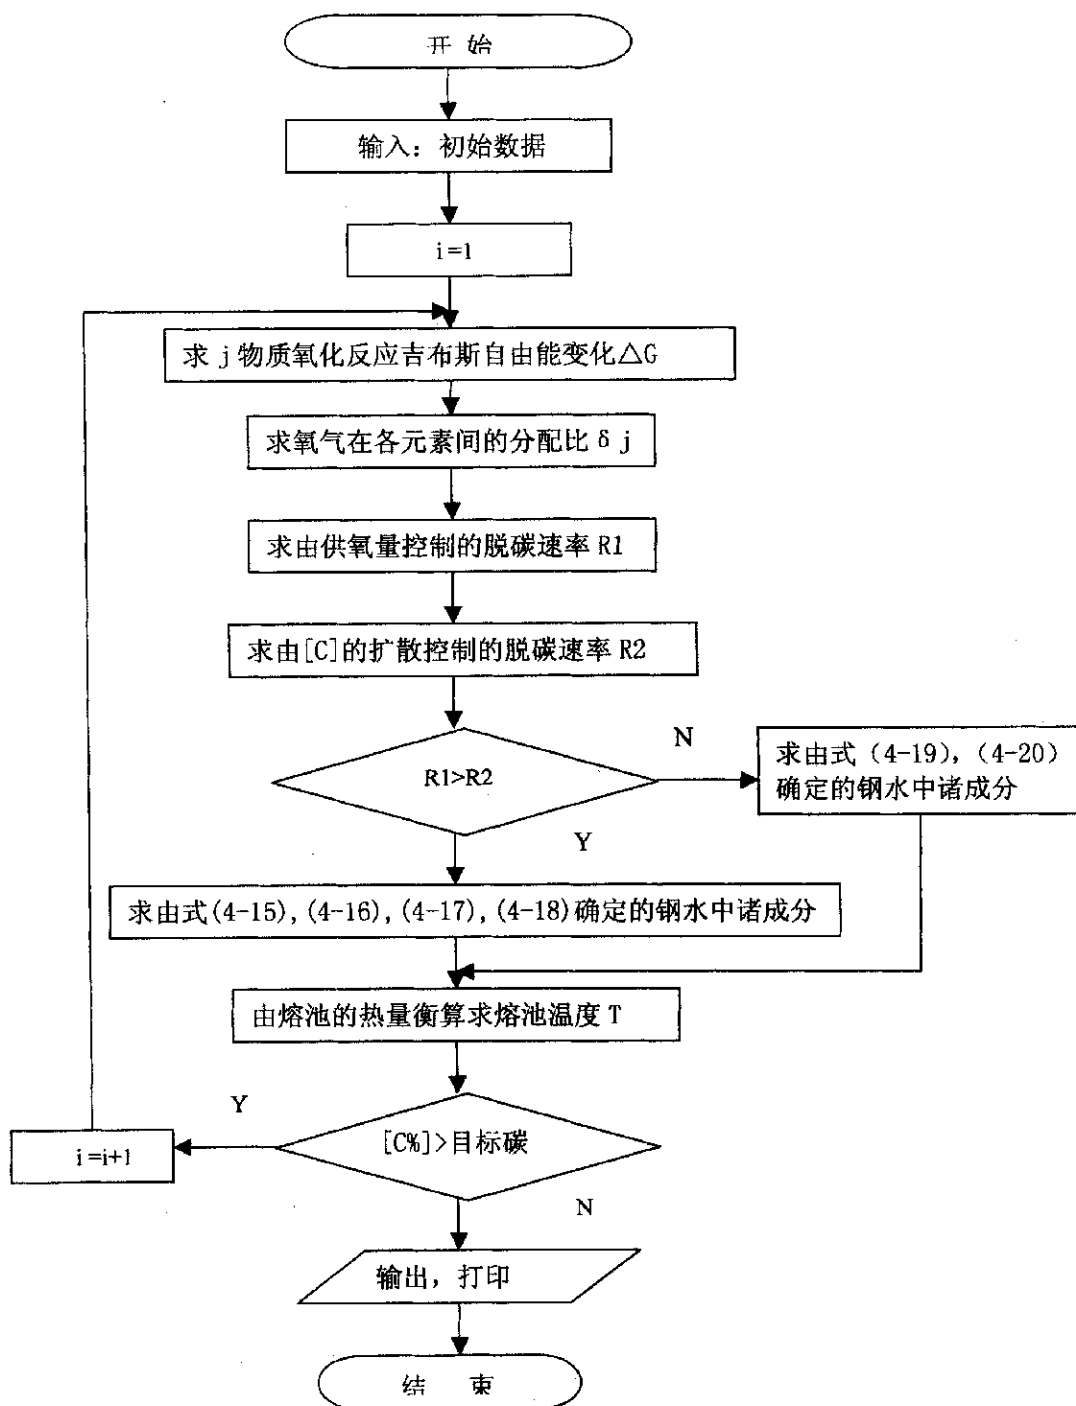 开 始
输入：初始数据
i=1
求 j 物质氧化反应吉布斯自由能变化△G
求氧气在各元素间的分配比 δ j
求由供氧量控制的脱碳速率 R1
求由[C]的扩散控制的脱碳速率 R2
R1>R2
N
求由式（4-19），（4-20）
确定的钢水中诸成分
Y
求由式(4-15),(4-16),(4-17),(4-18)确定的钢水中诸成分
由熔池的热量衡算求熔池温度 T
Y
[C%]>目标碳
i=i+1
N
输出，打印
结 束